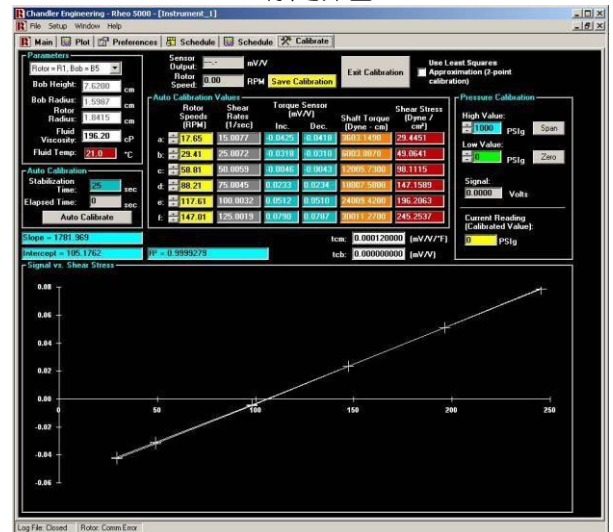 Chandler Engineering - Rheo 5000 - [Instrument_1]
File Setup Window Help
Main Plot Preferences Schedule Schedule Calibrate
Parameters
Rotor = R1, Bob = B5
Bob Height: 7.6200 cm
Bob Radius: 1.5987 cm
Rotor Radius: 1.8415 cm
Fluid Viscosity: 196.20 cP
Fluid Temp: 21.0 °C
Auto Calibration
Stabilization Time: 25 sec
Elapsed Time: 0 sec
Auto Calibrate
Sensor Output: --.- mV/V
Rotor Speed: 0.00 RPM
Save Calibration
Exit Calibration
Use Least Squares Approximation (2-point calibration)
Auto Calibration Values
Rotor Speeds (RPM) Shear Rates (1/sec) Torque Sensor (mV/V) Inc. Dec. Shaft Torque (Dyne - cm) Shear Stress (Dyne / cm²)
a: 17.65 15.0077 -0.0425 -0.0418 3603.1490 29.4451
b: 29.41 25.0072 -0.0318 -0.0310 6003.8070 49.0641
c: 58.81 50.0059 -0.0046 -0.0043 12005.7300 98.1115
d: 88.21 75.0045 0.0233 0.0234 18007.5800 147.1589
e: 117.61 100.0032 0.0512 0.0510 24009.4200 196.2063
f: 147.01 125.0019 0.0790 0.0787 30011.2700 245.2537
Pressure Calibration
High Value:
1000 PSIg Span
Low Value:
0 PSIg Zero
Signal:
0.0000 Volts
Current Reading (Calibrated Value):
0 PSIg
Slope = 1781.969
Intercept = 105.1762 R² = 0.9999279
tcm: 0.000120000 (mV/V/°F)
tcb: 0.000000000 (mV/V)
Signal vs. Shear Stress
0.08
0.06
0.04
0.02
0.00
0 50 100 150 200 250
-0.02
-0.04
-0.06
Log File: Closed Rotor: Comm Error